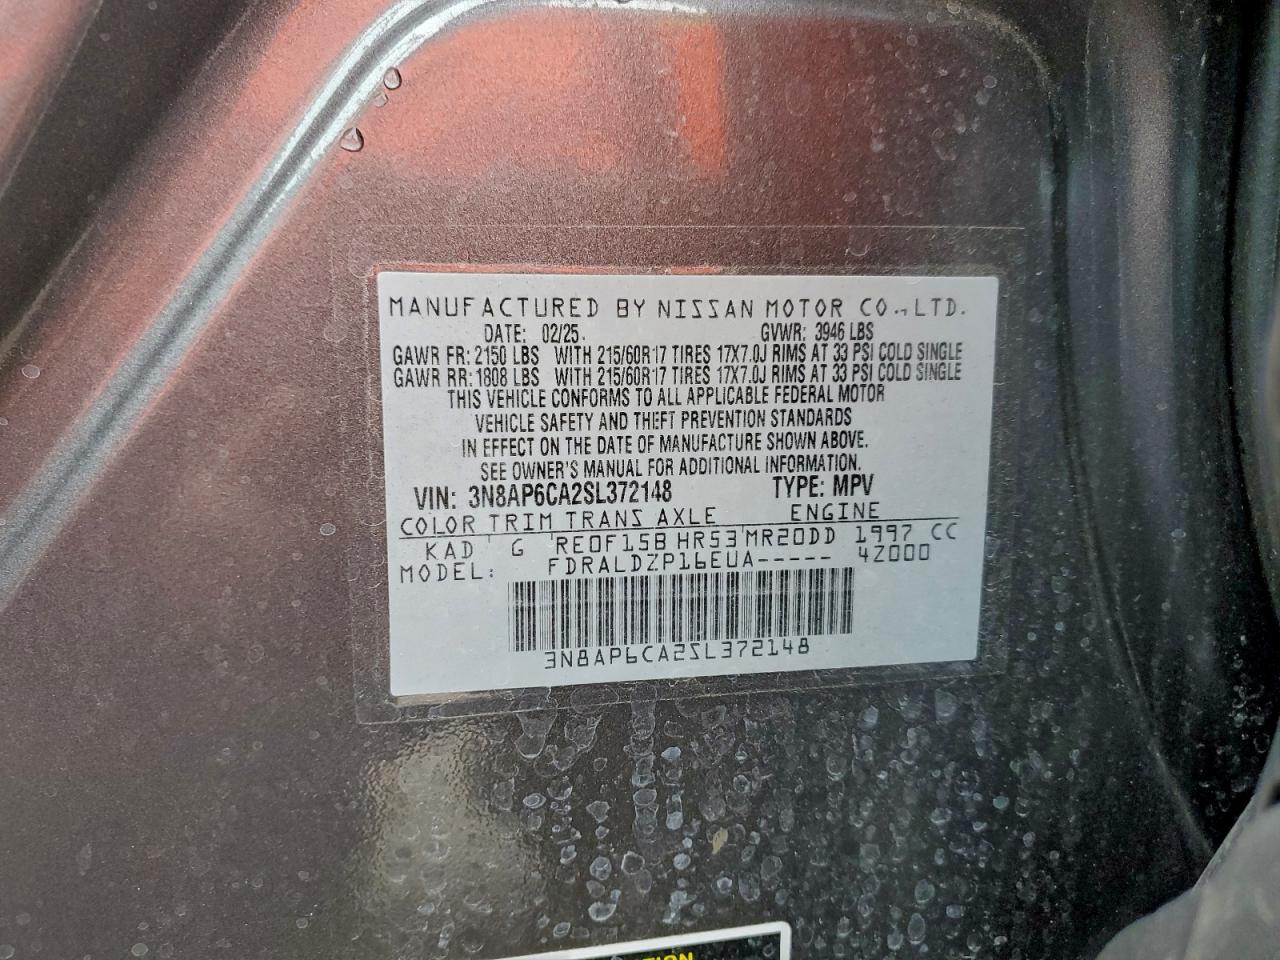 MANUFACTURED BY NISSAN MOTOR CO., LTD.
DATE: 02/25. GVWR: 3946 LBS
GAWR FR: 2150 LBS WITH 215/60R17 TIRES 17X7.0J RIMS AT 33 PSI COLD SINGLE
GAWR RR: 1808 LBS WITH 215/60R17 TIRES 17X7.0J RIMS AT 33 PSI COLD SINGLE
THIS VEHICLE CONFORMS TO ALL APPLICABLE FEDERAL MOTOR
VEHICLE SAFETY AND THEFT PREVENTION STANDARDS
IN EFFECT ON THE DATE OF MANUFACTURE SHOWN ABOVE.
SEE OWNER'S MANUAL FOR ADDITIONAL INFORMATION.
VIN: 3N8AP6CA2SL372148 TYPE: MPV
COLOR TRIM TRANS AXLE ENGINE
KAD G RE0F15B HR53 MR20DD 1997 CC
MODEL: FDRALDZP16EUA----- 4Z000
3N8AP6CA2SL372148